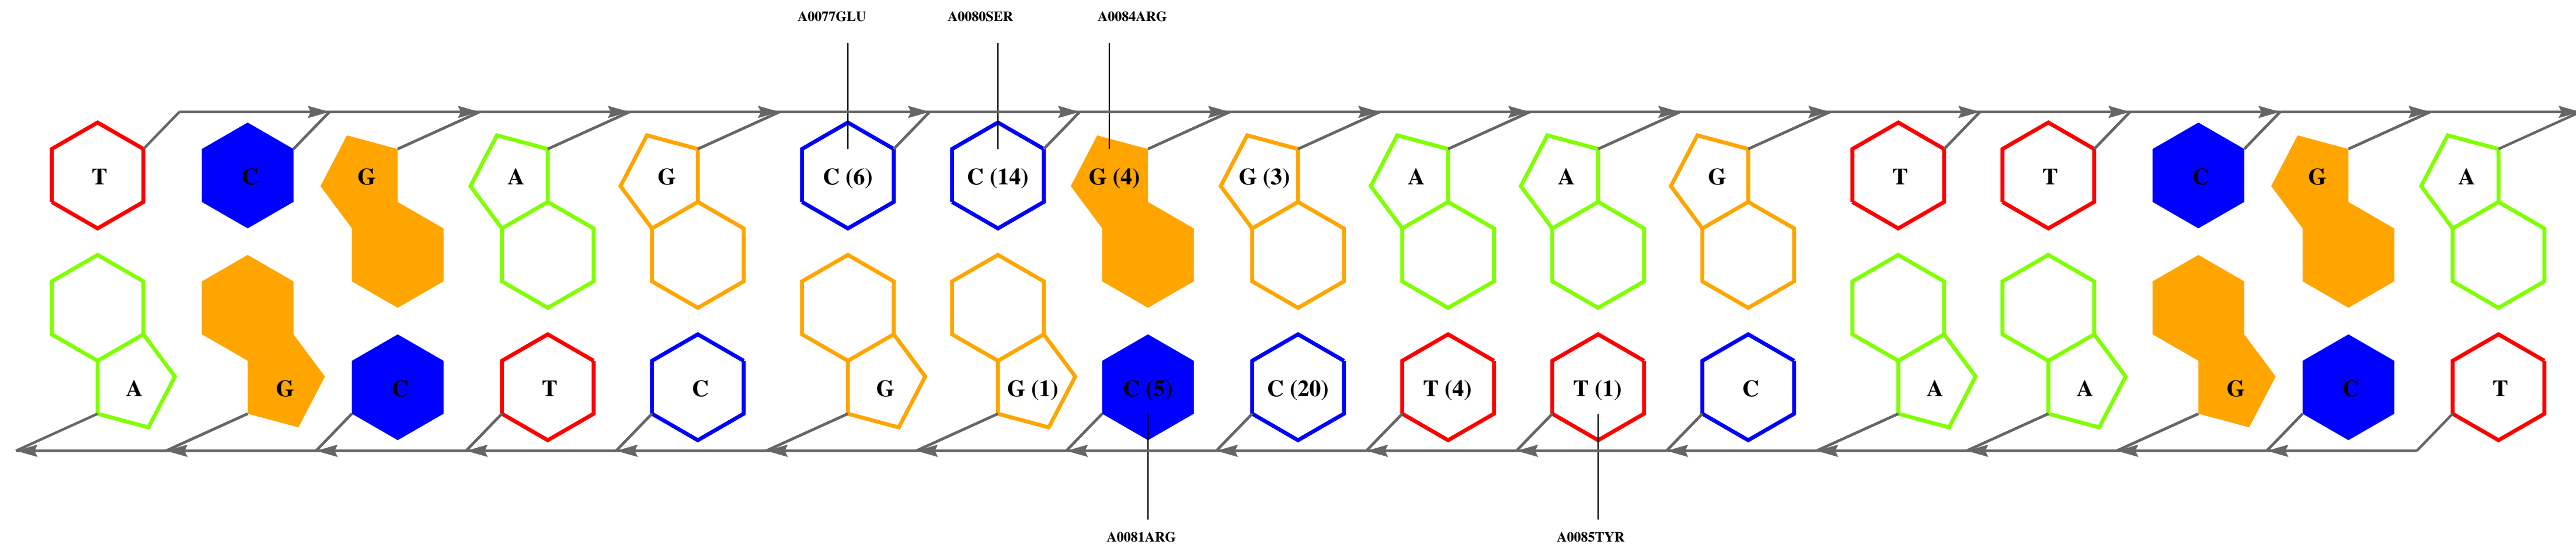 A0077GLU A0080SER A0084ARG
T C G A G C (6) C (14) G (4) G (3) A A G T T C G A
A G C T C G G (1) C (5) C (20) T (4) T (1) C A A G C T
A0081ARG A0085TYR